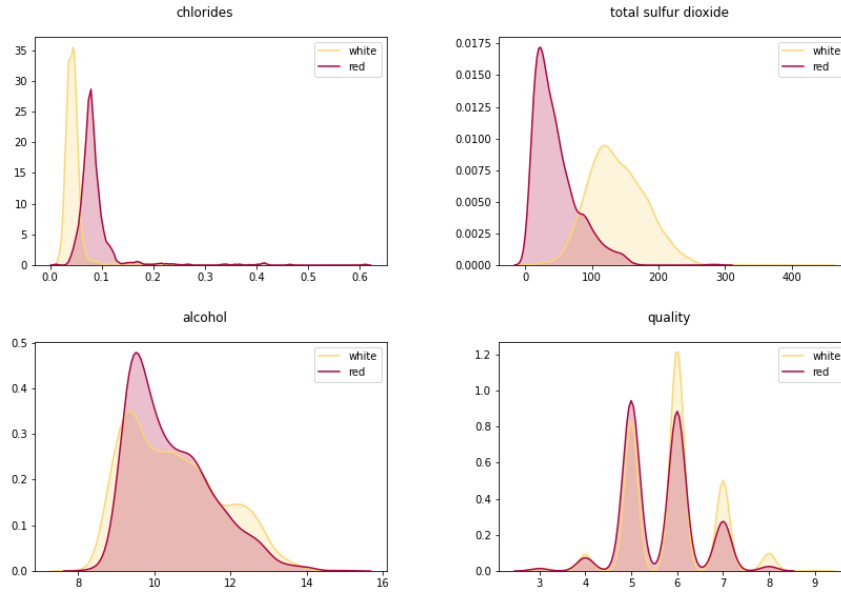 chlorides
35
30
25
20
15
10
5
0
0.0 0.1 0.2 0.3 0.4 0.5 0.6
white
red
total sulfur dioxide
0.0175
0.0150
0.0125
0.0100
0.0075
0.0050
0.0025
0.0000
0 100 200 300 400
white
red
alcohol
0.5
0.4
0.3
0.2
0.1
0.0
8 10 12 14 16
white
red
quality
1.2
1.0
0.8
0.6
0.4
0.2
0.0
3 4 5 6 7 8 9
white
red